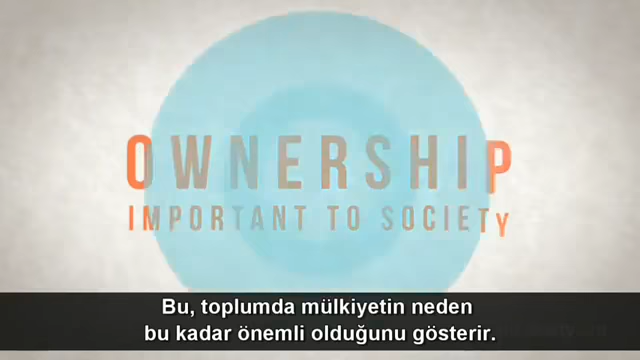 OWNERSHIP
IMPORTANT TO SOCIETY
Bu, toplumda mülkiyetin neden
bu kadar önemli olduğunu gösterir.